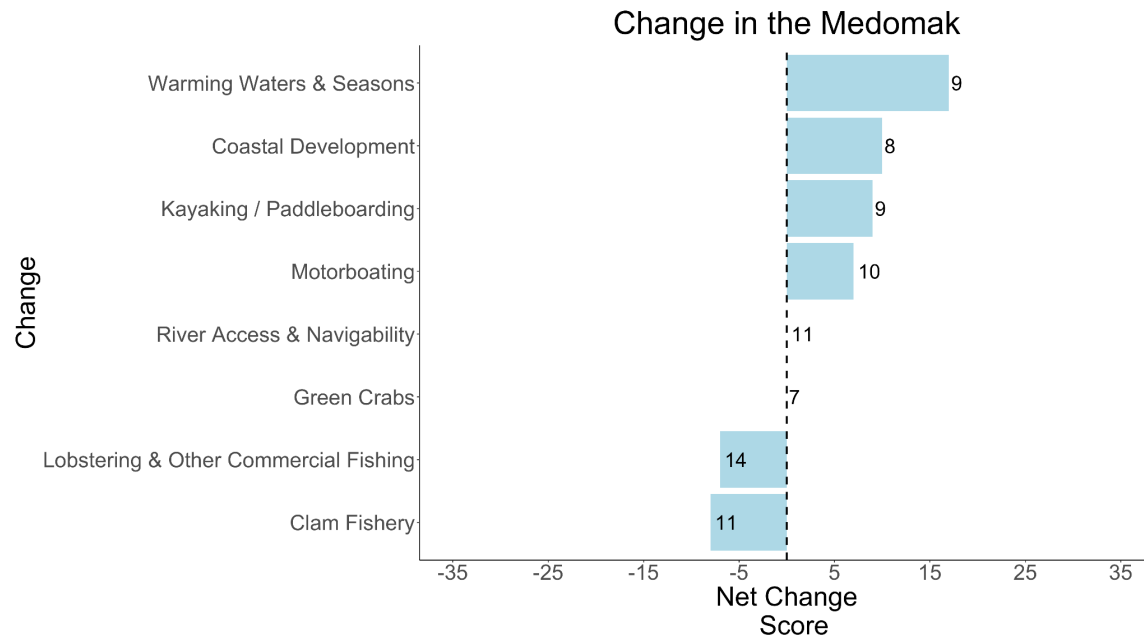 Change in the Medomak
Warming Waters & Seasons
9
Coastal Development
8
Kayaking / Paddleboarding
9
Motorboating
10
River Access & Navigability
11
Green Crabs
7
Lobstering & Other Commercial Fishing
14
Clam Fishery
11
Change
-35 -25 -15 -5 5 15 25 35
Net Change
Score